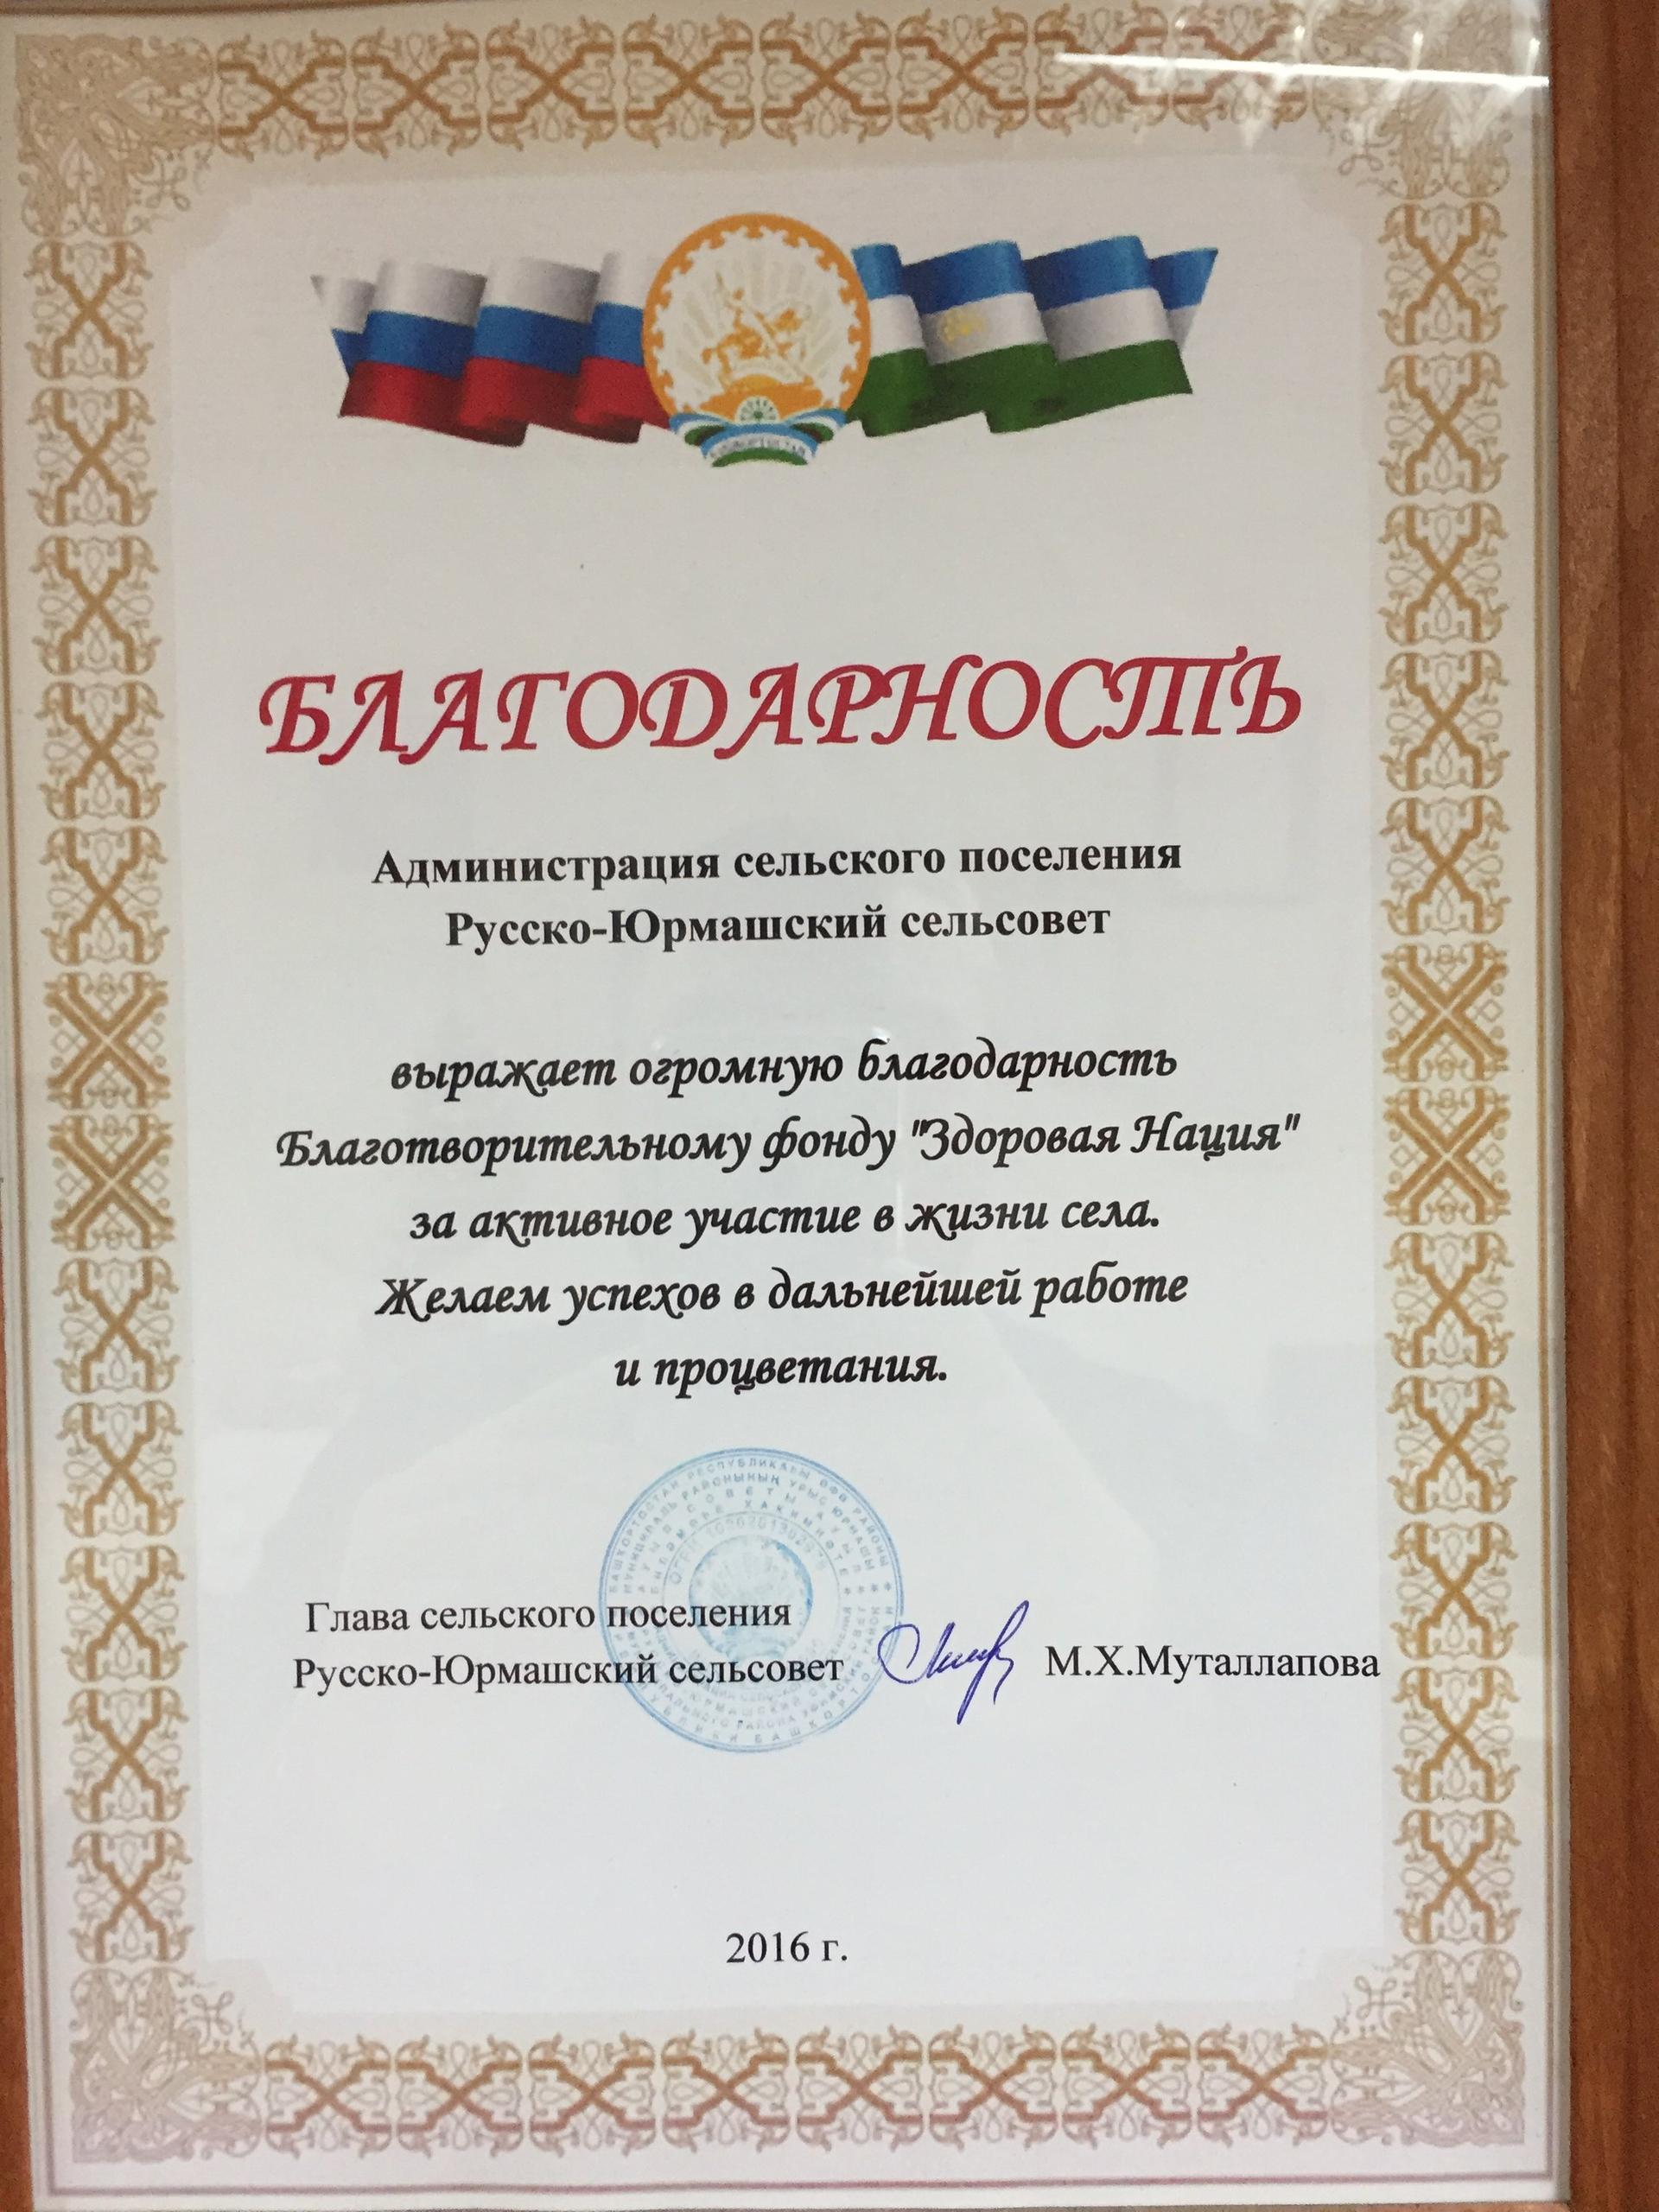 БАШКОРТОСТАН
БЛАГОДАРНОСТЬ
Администрация сельского поселения
Русско-Юрмашский сельсовет
выражает огромную благодарность
Благотворительному фонду "Здоровая Нация"
за активное участие в жизни села.
Желаем успехов в дальнейшей работе
и процветания.
Глава сельского поселения
Русско-Юрмашский сельсовет М.Х.Муталлапова
2016 г.